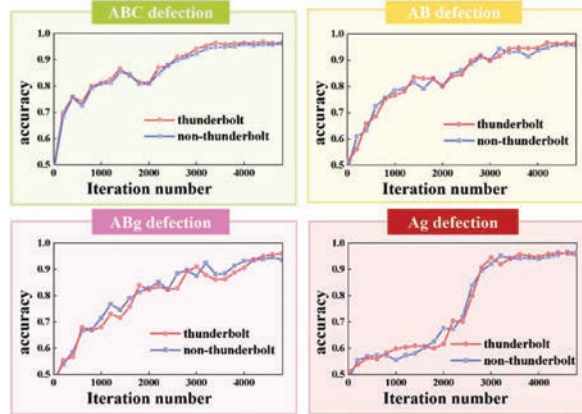 ABC defection
1.0
0.9
0.8
0.7
0.6
0.5
accuracy
thunderbolt
non-thunderbolt
0 1000 2000 3000 4000
Iteration number
AB defection
1.0
0.9
0.8
0.7
0.6
0.5
accuracy
thunderbolt
non-thunderbolt
0 1000 2000 3000 4000
Iteration number
ABg defection
1.0
0.9
0.8
0.7
0.6
0.5
accuracy
thunderbolt
non-thunderbolt
0 1000 2000 3000 4000
Iteration number
Ag defection
1.0
0.9
0.8
0.7
0.6
0.5
accuracy
thunderbolt
non-thunderbolt
0 1000 2000 3000 4000
Iteration number